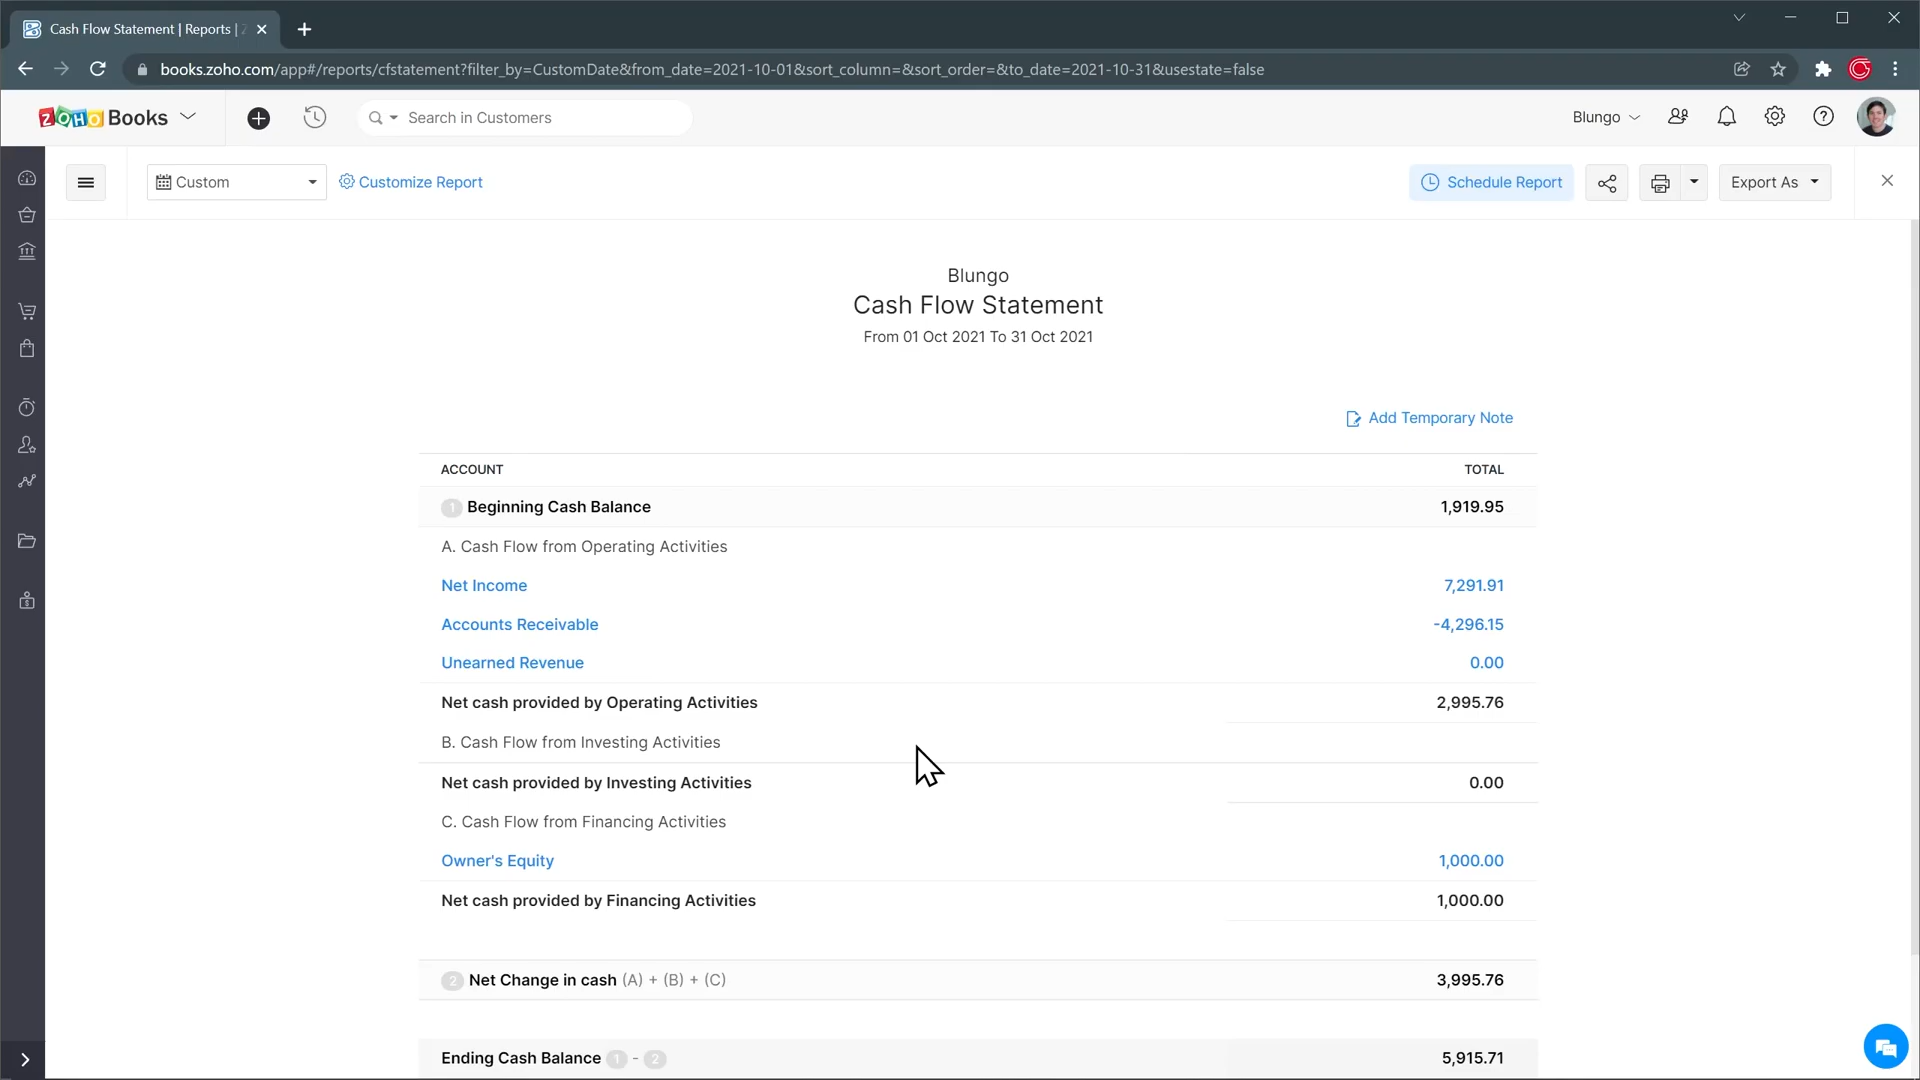 Cash Flow Statement | Reports |
books.zoho.com/app#/reports/cfstatement?filter_by=CustomDate&from_date=2021-10-01&sort_column=&sort_order=&to_date=2021-10-31&usestate=false
ZOHO Books
Search in Customers
Blungo
Custom
Customize Report
Schedule Report
Export As
Blungo
Cash Flow Statement
From 01 Oct 2021 To 31 Oct 2021
Add Temporary Note
ACCOUNT TOTAL
1 Beginning Cash Balance 1,919.95
A. Cash Flow from Operating Activities
Net Income 7,291.91
Accounts Receivable -4,296.15
Unearned Revenue 0.00
Net cash provided by Operating Activities 2,995.76
B. Cash Flow from Investing Activities
Net cash provided by Investing Activities 0.00
C. Cash Flow from Financing Activities
Owner's Equity 1,000.00
Net cash provided by Financing Activities 1,000.00
2 Net Change in cash (A) + (B) + (C) 3,995.76
Ending Cash Balance 1 - 2 5,915.71